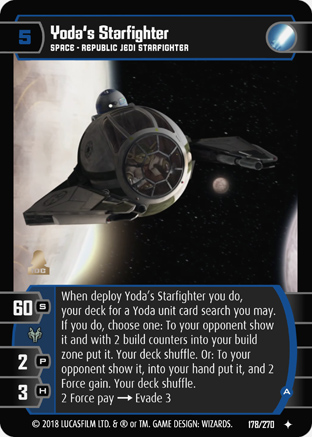 5
Yoda's Starfighter
SPACE - REPUBLIC JEDI STARFIGHTER
60 S
2 P
3 H
When deploy Yoda's Starfighter you do,
your deck for a Yoda unit card search you may.
If you do, choose one: To your opponent show
it and with 2 build counters into your build
zone put it. Your deck shuffle. Or: To your
opponent show it, into your hand put it, and 2
Force gain. Your deck shuffle.
2 Force pay → Evade 3
A
© 2018 LUCASFILM LTD. & ® or TM. GAME DESIGN: WIZARDS.
178/270